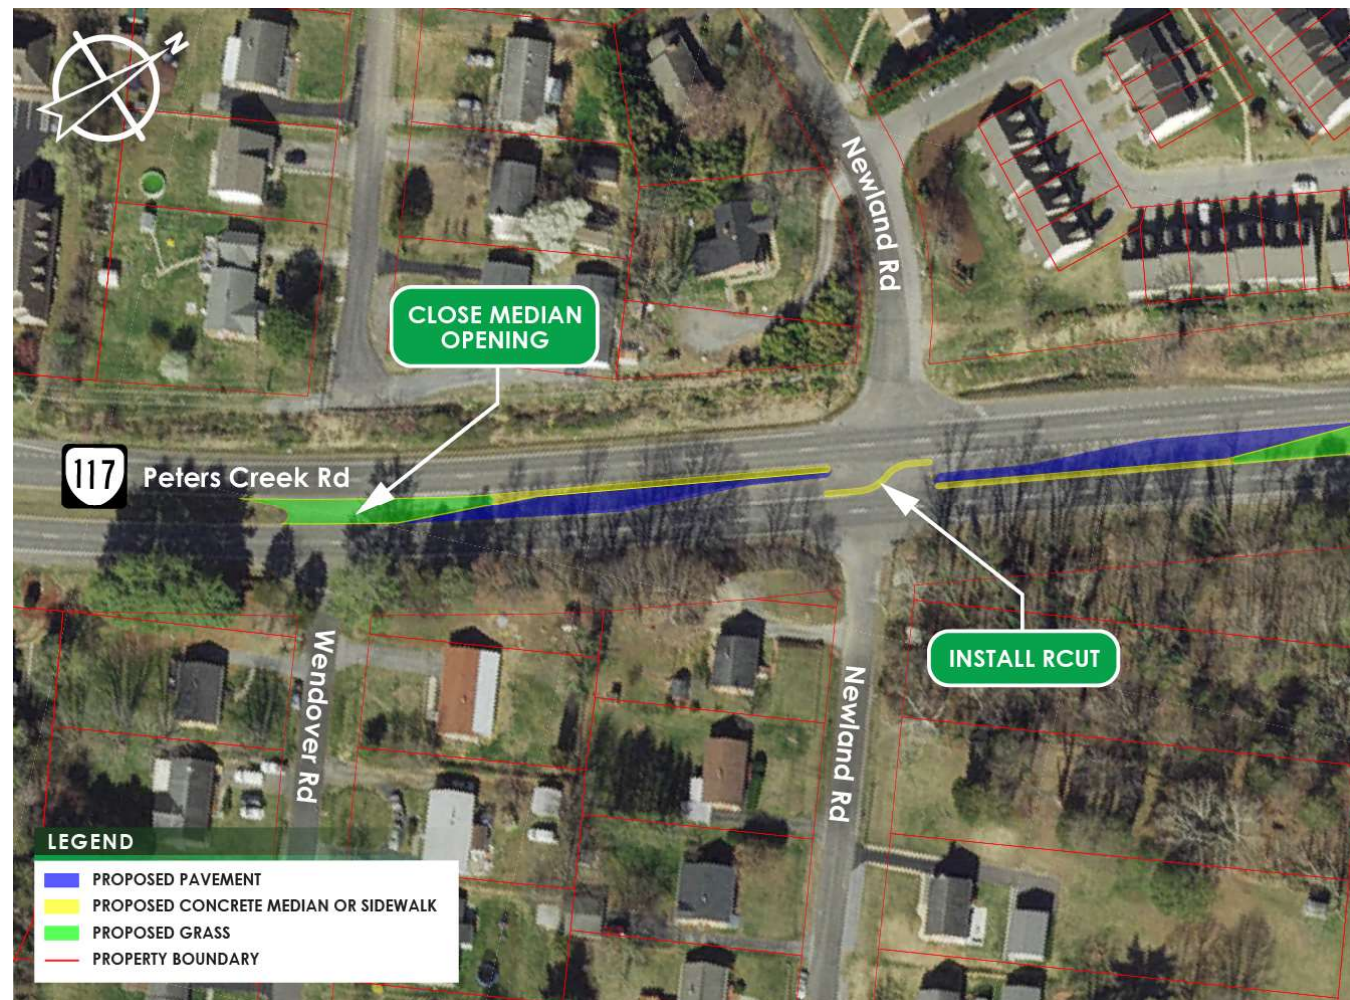 N
Newland Rd
CLOSE MEDIAN
OPENING
117
Peters Creek Rd
INSTALL RCUT
Wendover Rd
Newland Rd
LEGEND
PROPOSED PAVEMENT
PROPOSED CONCRETE MEDIAN OR SIDEWALK
PROPOSED GRASS
PROPERTY BOUNDARY